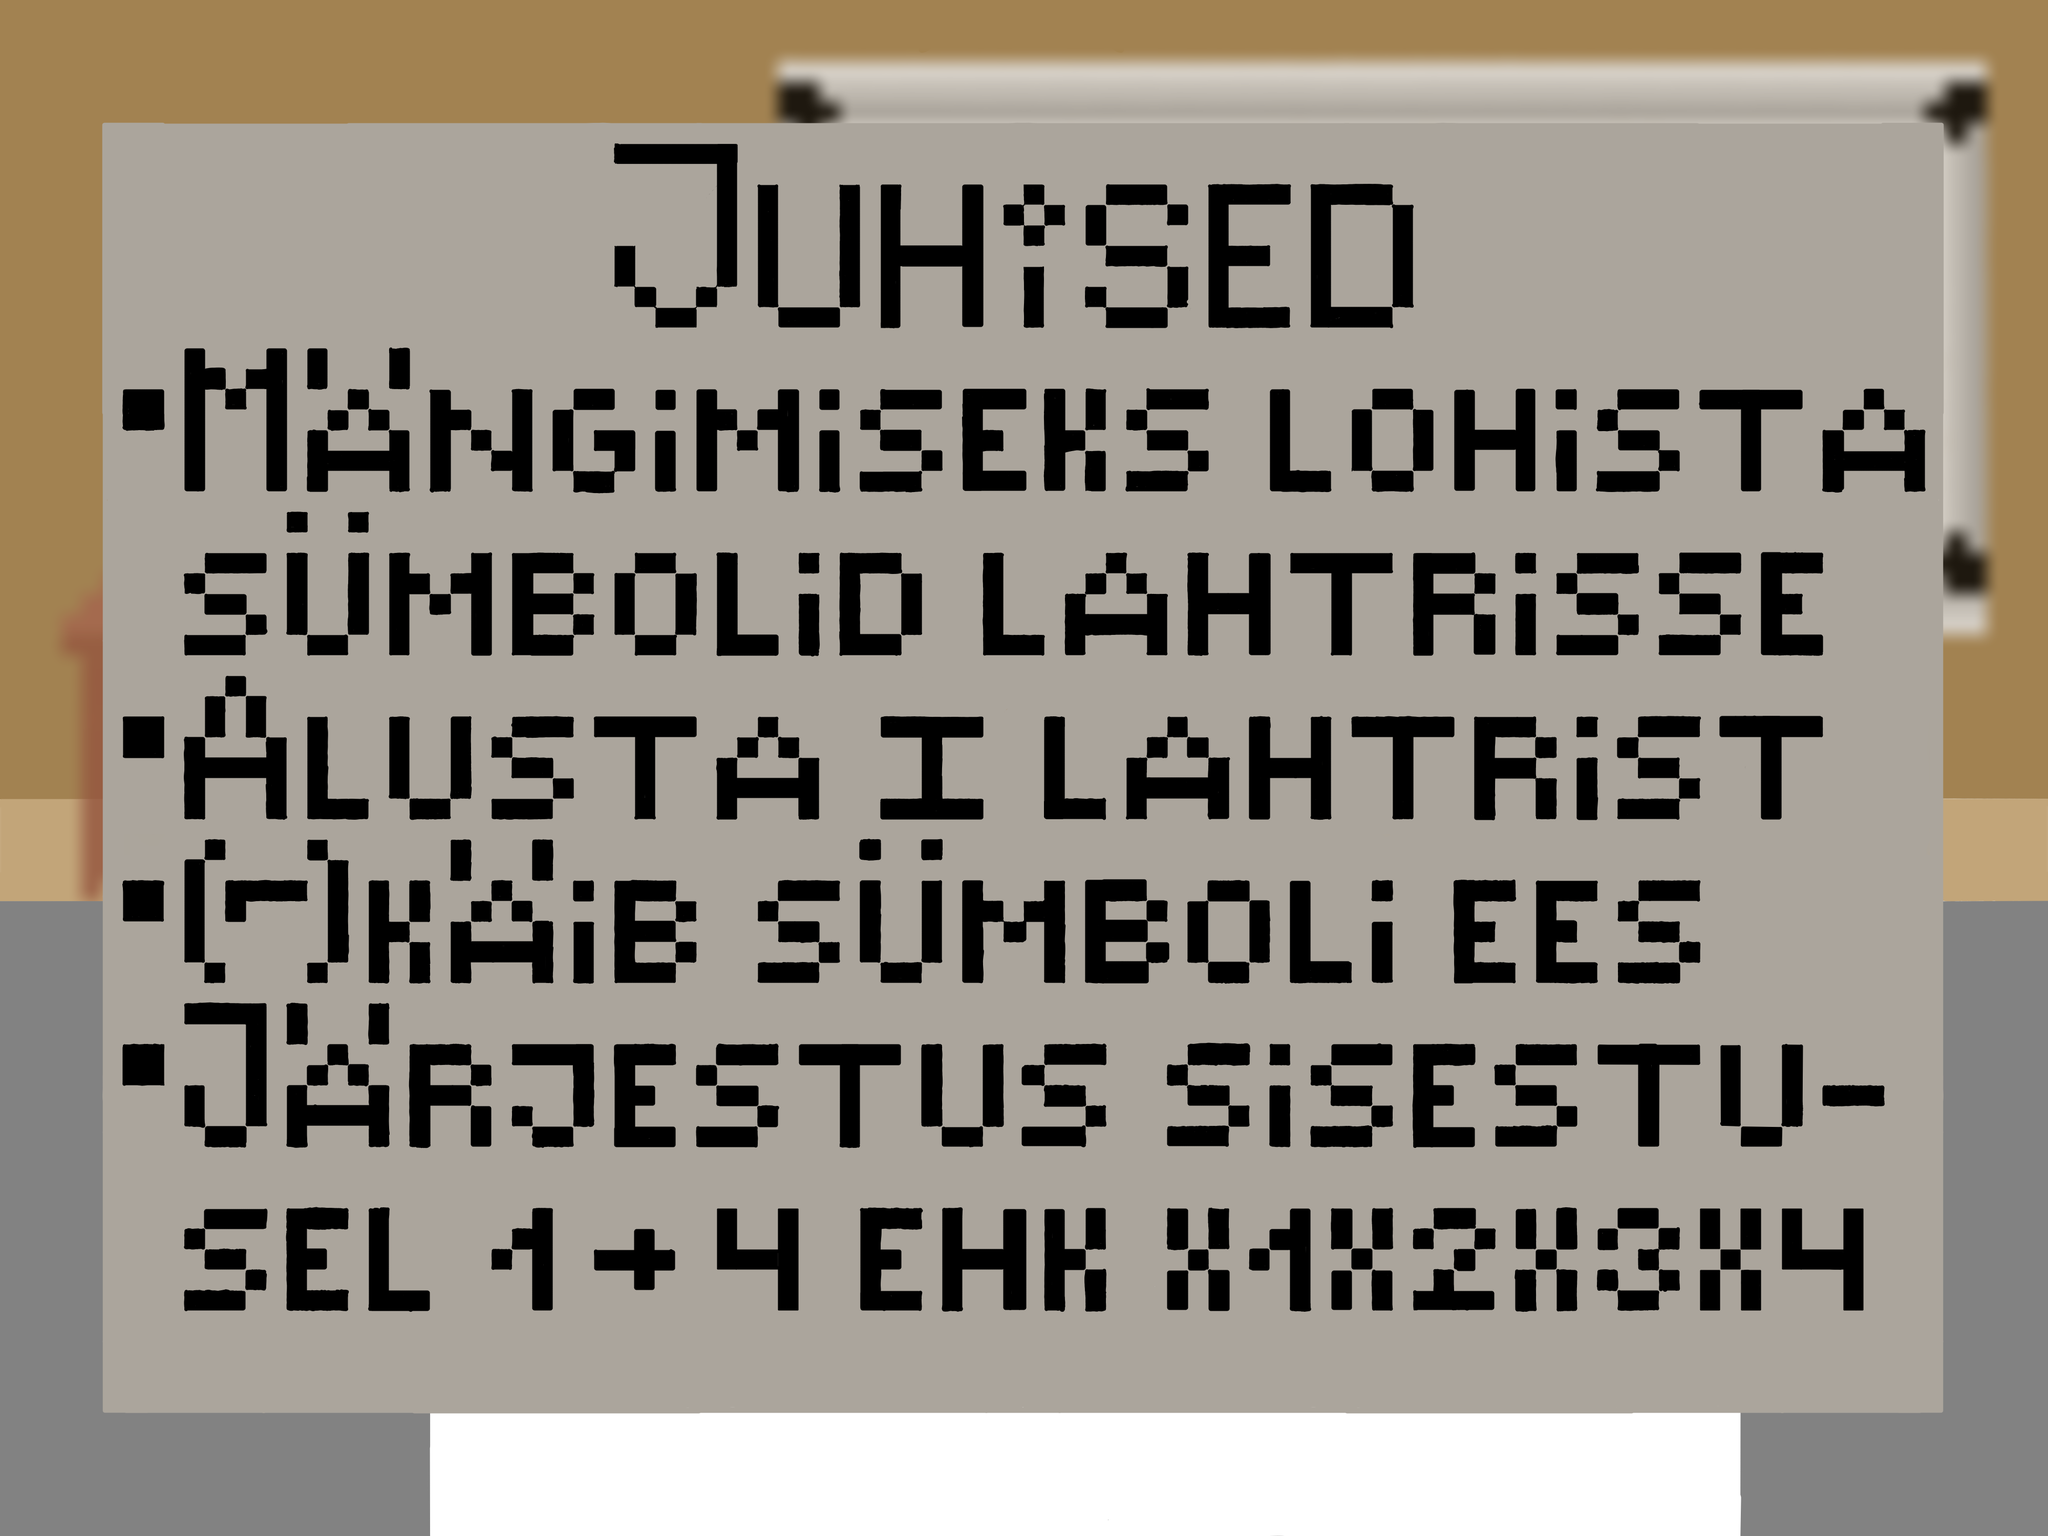 JUHiSED
▪MÄNGiMiSEKS LOHiSTA
SÜMBOLiD LAHTRiSSE
▪ALUSTA I LAHTRiST
▪(⌐)KÄiB SÜMBOLi EES
▪JÄRJESTUS SiSESTU-
SEL 1+4 EHK X1X2X3X4